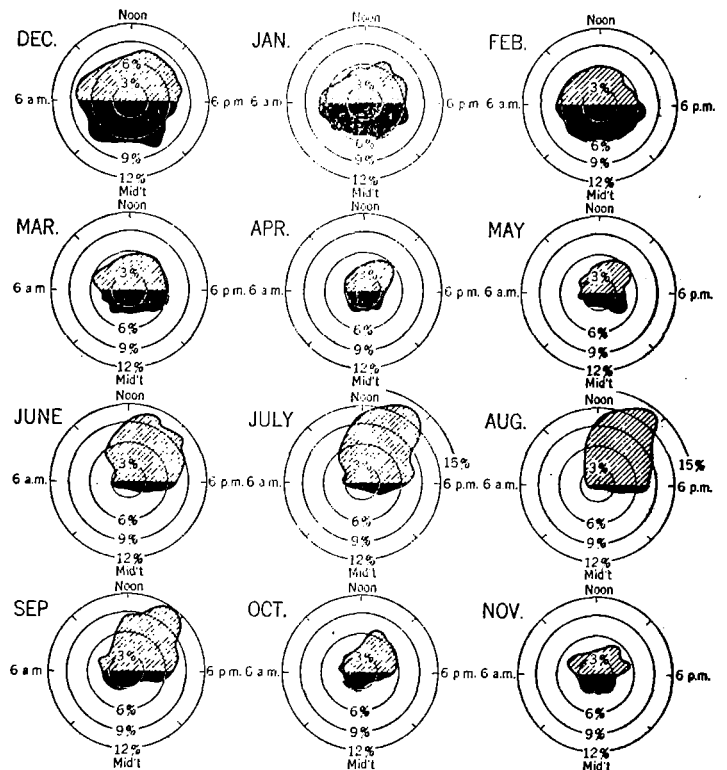 Noon Noon Noon
DEC. JAN. FEB.
6% 3% 3% 3%
6 a.m. 6 p.m. 6 a.m. 6 p.m. 6 a.m. 6 p.m.
6% 6%
9% 9% 9%
12% 12% 12%
Mid't Mid't Mid't
Noon Noon Noon
MAR. APR. MAY
3% 3% 3%
6 am 6 p.m. 6 a.m. 6 p.m. 6 a.m. 6 p.m.
6% 6% 6%
9% 9% 9%
12% 12% 12%
Mid't Mid't Mid't
Noon Noon Noon
JUNE JULY AUG.
3% 3% 15% 3% 15%
6 a.m. 6 p.m. 6 a.m. 6 p.m. 6 a.m. 6 p.m.
6% 6% 6%
9% 9% 9%
12% 12% 12%
Mid't Mid't Mid't
Noon Noon Noon
SEP OCT. NOV.
3% 3% 3%
6 am 6 p.m. 6 a.m. 6 p.m. 6 a.m. 6 p.m.
6% 6% 6%
9% 9% 9%
12% 12% 12%
Mid't Mid't Mid't